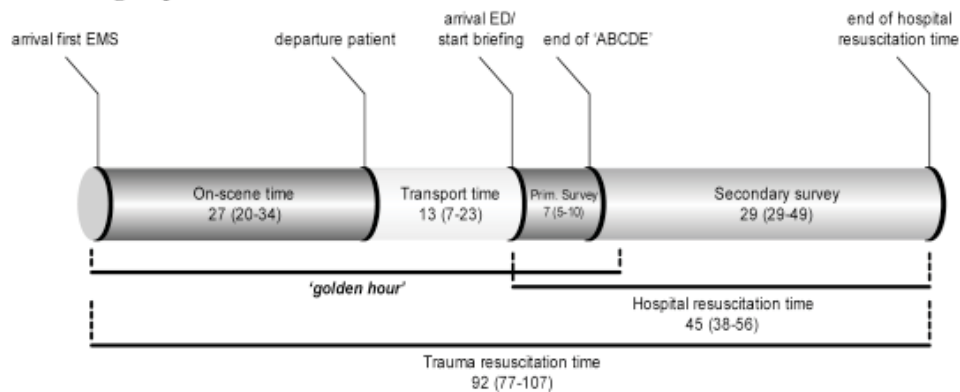 arrival first EMS
departure patient
arrival ED/
start briefing
end of ‘ABCDE’
end of hospital
resuscitation time
On-scene time
27 (20-34)
Transport time
13 (7-23)
Prim. Survey
7 (5-10)
Secondary survey
29 (29-49)
‘golden hour’
Hospital resuscitation time
45 (38-56)
Trauma resuscitation time
92 (77-107)